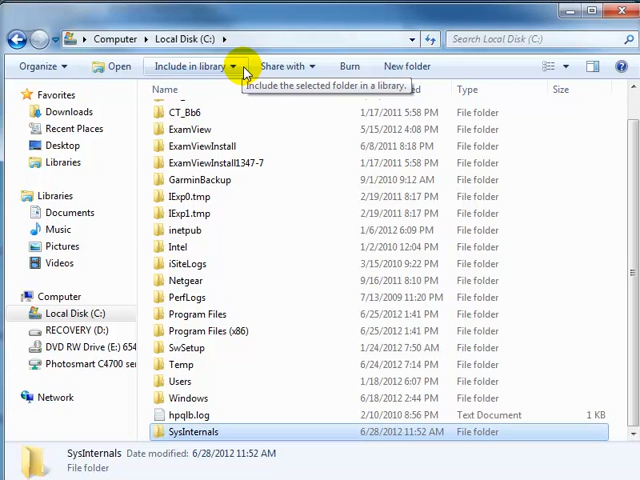 Computer Local Disk (C:) Search Local Disk (C:)
Organize Open Include in library Share with Burn New folder
Include the selected folder in a library.
Name Type Size
Favorites
Downloads
Recent Places
Desktop
Libraries
Libraries
Documents
Music
Pictures
Videos
Computer
Local Disk (C:)
RECOVERY (D:)
DVD RW Drive (E:) 654
Photosmart C4700 se
Network
CT_Bb6 1/17/2011 5:58 PM File folder
ExamView 5/15/2012 4:08 PM File folder
ExamViewInstall 6/8/2011 8:18 PM File folder
ExamViewInstall1347-7 1/17/2011 5:58 PM File folder
GarminBackup 9/1/2010 9:12 AM File folder
IExp0.tmp 2/19/2011 6:11 PM File folder
IExp1.tmp 2/19/2011 6:11 PM File folder
inetpub 1/6/2012 6:09 PM File folder
Intel 1/2/2010 12:04 PM File folder
iSiteLogs 3/15/2010 9:22 PM File folder
Netgear 9/16/2011 8:10 PM File folder
PerfLogs 7/13/2009 11:20 PM File folder
Program Files 6/25/2012 1:41 PM File folder
Program Files (x86) 6/25/2012 1:41 PM File folder
SwSetup 1/24/2012 7:50 AM File folder
Temp 6/24/2012 7:14 PM File folder
Users 1/18/2012 6:07 PM File folder
Windows 6/18/2012 2:44 PM File folder
hpqlb.log 2/10/2010 8:56 PM Text Document 1 KB
SysInternals 6/28/2012 11:52 AM File folder
SysInternals Date modified: 6/28/2012 11:52 AM
File folder